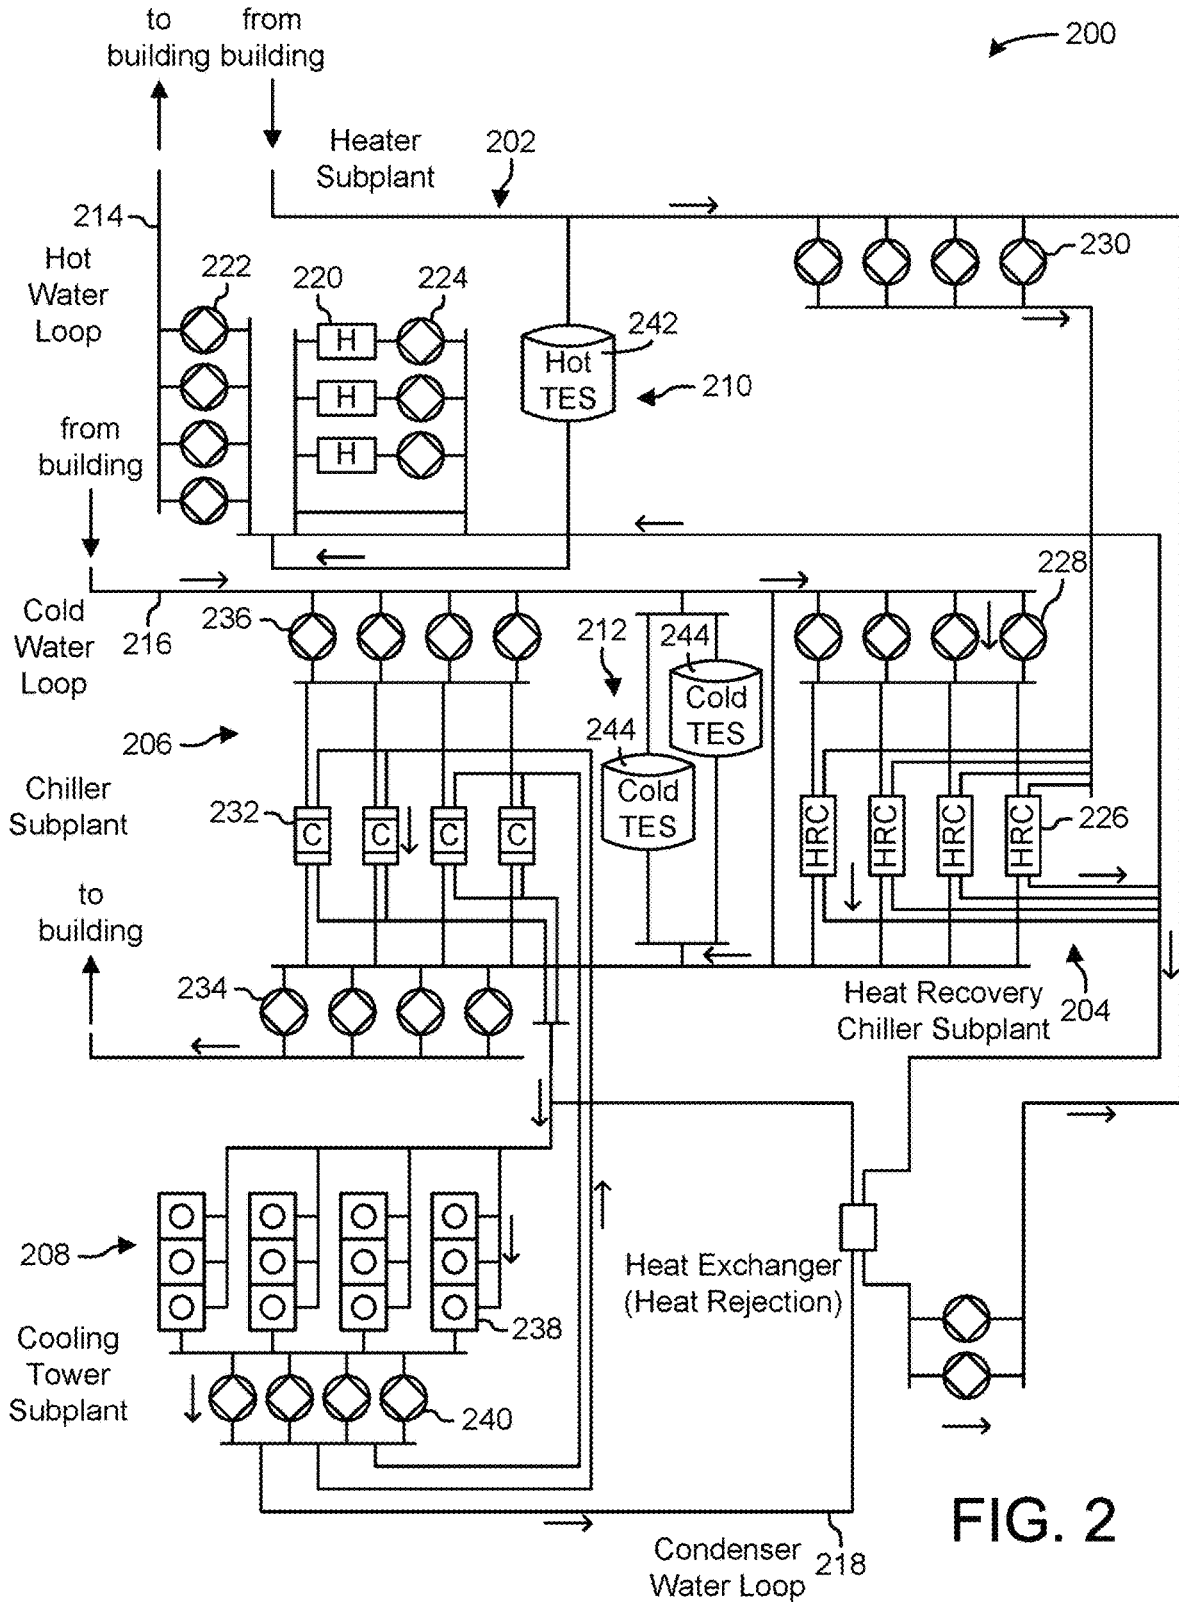 to
building
from
building
200
Heater
Subplant
202
214
Hot
Water
Loop
222
220
224
230
H
H
H
242
Hot
TES
210
from
building
Cold
Water
Loop
216
236
212
244
228
Cold
TES
244
Cold
TES
206
Chiller
Subplant
232
C
C
C
C
HRC
HRC
HRC
HRC
226
to
building
234
Heat Recovery
Chiller Subplant
204
208
238
Heat Exchanger
(Heat Rejection)
Cooling
Tower
Subplant
240
Condenser
Water Loop
218
FIG. 2